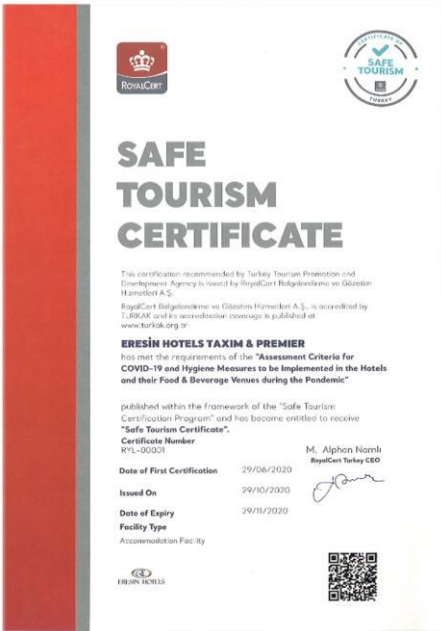 ROYALCERT
CERTIFICATE OF
SAFE
TOURISM
TURKEY
SAFE
TOURISM
CERTIFICATE
This certification recommended by Turkey Tourism Promotion and
Development Agency is issued by RoyalCert Belgelendirme ve Gözetim
Hizmetleri A.Ş.
RoyalCert Belgelendirme ve Gözetim Hizmetleri A.Ş., is accredited by
TURKAK and its accreditation coverage is published at
www.turkak.org.tr
ERESİN HOTELS TAXIM & PREMIER
has met the requirements of the "Assessment Criteria for
COVID-19 and Hygiene Measures to be Implemented in the Hotels
and their Food & Beverage Venues during the Pandemic"
published within the framework of the "Safe Tourism
Certification Program" and has become entitled to receive
"Safe Tourism Certificate".
Certificate Number
RYL-00001
M. Alphan Namlı
RoyalCert Turkey CEO
Date of First Certification 29/06/2020
Issued On 29/10/2020
Date of Expiry 29/11/2020
Facility Type
Accommodation Facility
ERESIN HOTELS